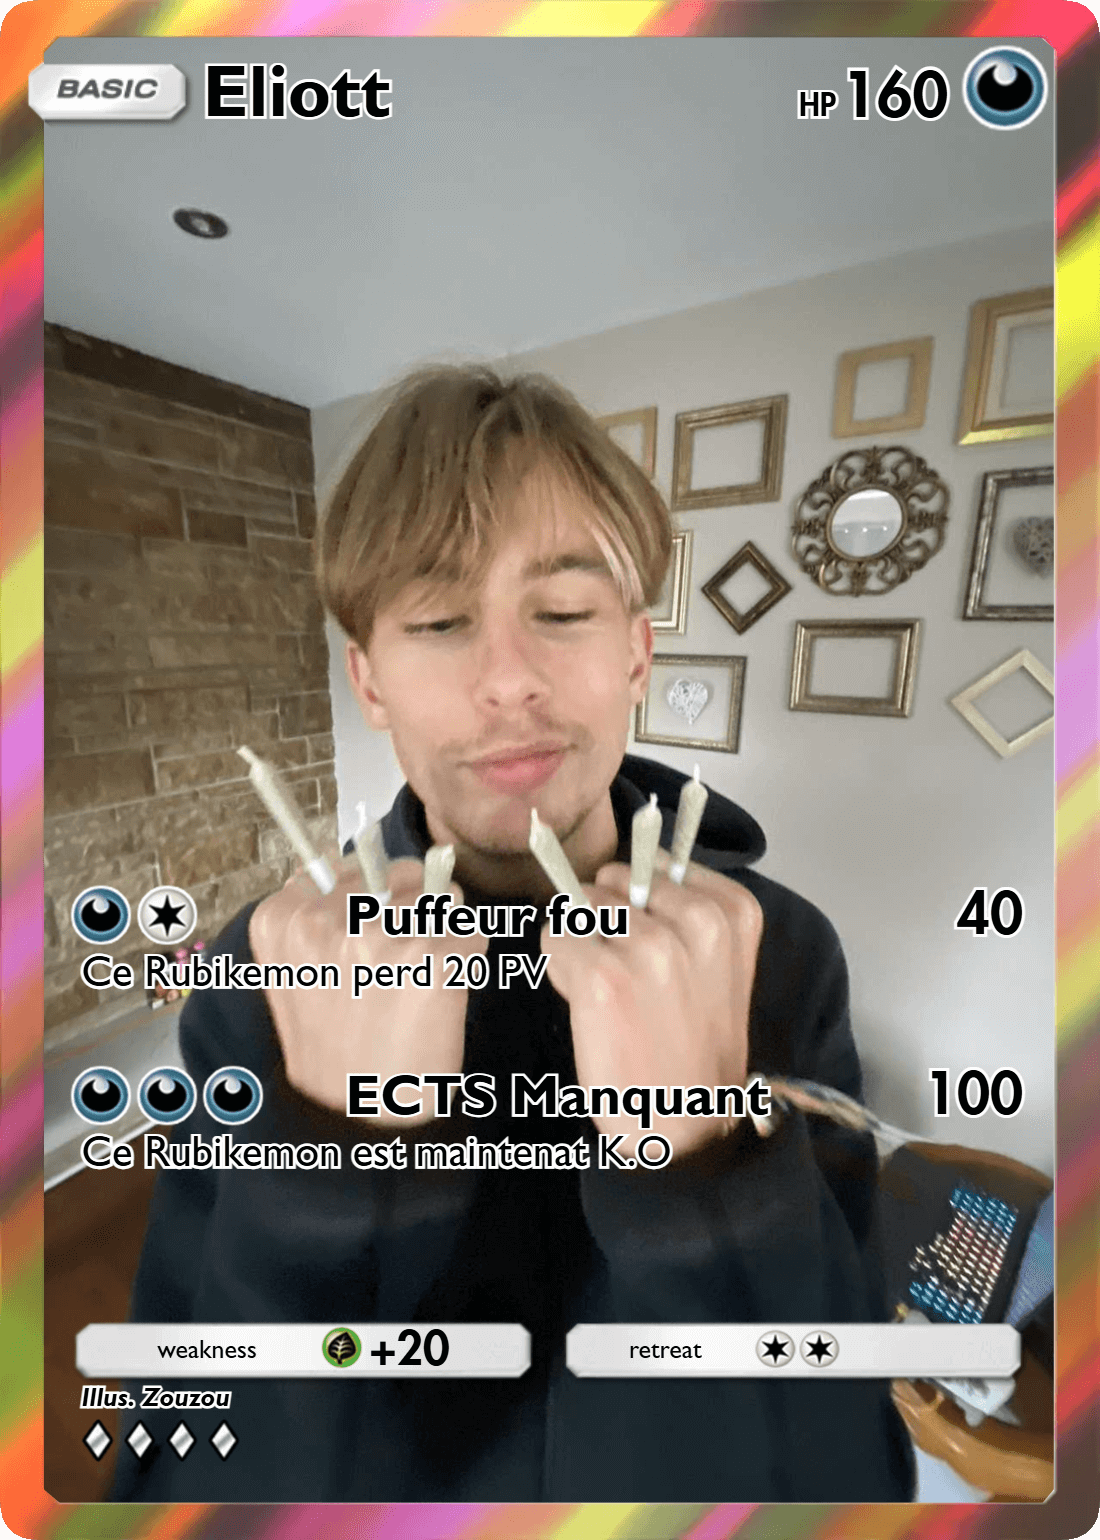 BASIC Eliott HP 160
Puffeur fou 40
Ce Rubikemon perd 20 PV
ECTS Manquant 100
Ce Rubikemon est maintenat K.O
weakness +20 retreat
Illus. Zouzou